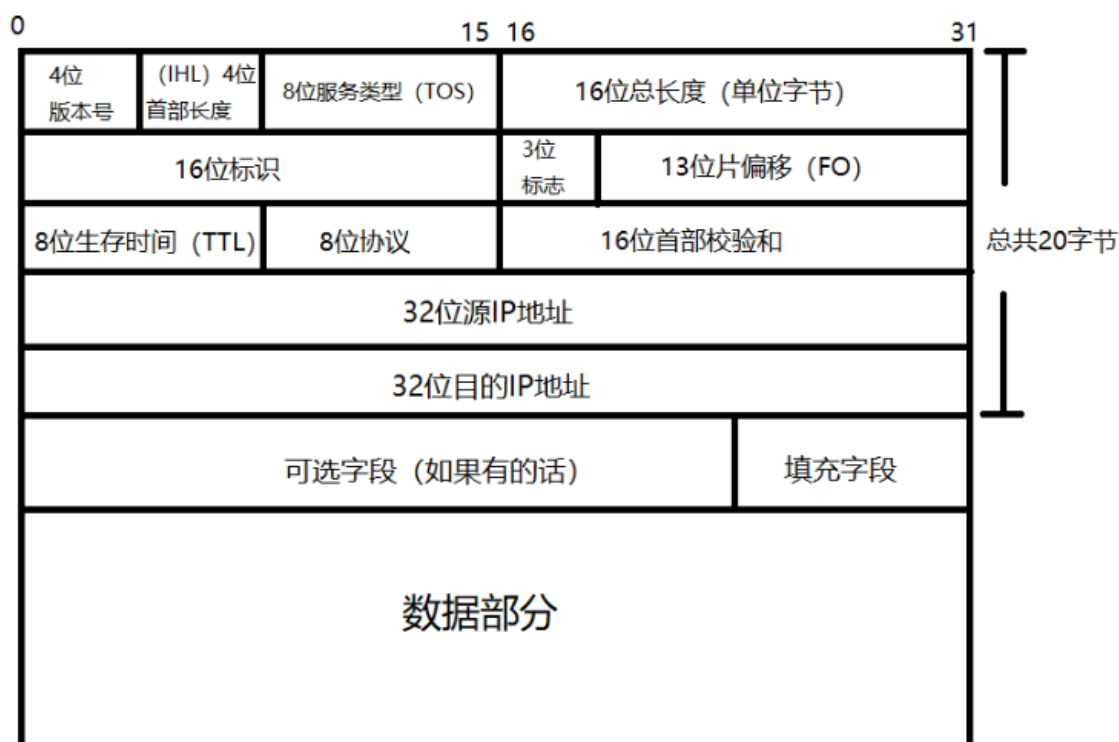 0 15 16 31
4位
版本号
（IHL）4位
首部长度
8位服务类型（TOS）
16位总长度（单位字节）
16位标识
3位
标志
13位片偏移（FO）
8位生存时间（TTL）
8位协议
16位首部校验和
总共20字节
32位源IP地址
32位目的IP地址
可选字段（如果有的话）
填充字段
数据部分